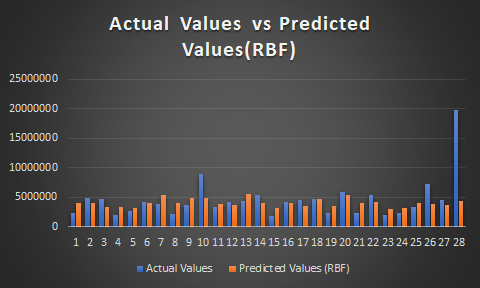 Actual Values vs Predicted
Values(RBF)
25000000
20000000
15000000
10000000
5000000
0
1 2 3 4 5 6 7 8 9 10 11 12 13 14 15 16 17 18 19 20 21 22 23 24 25 26 27 28
Actual Values Predicted Values (RBF)